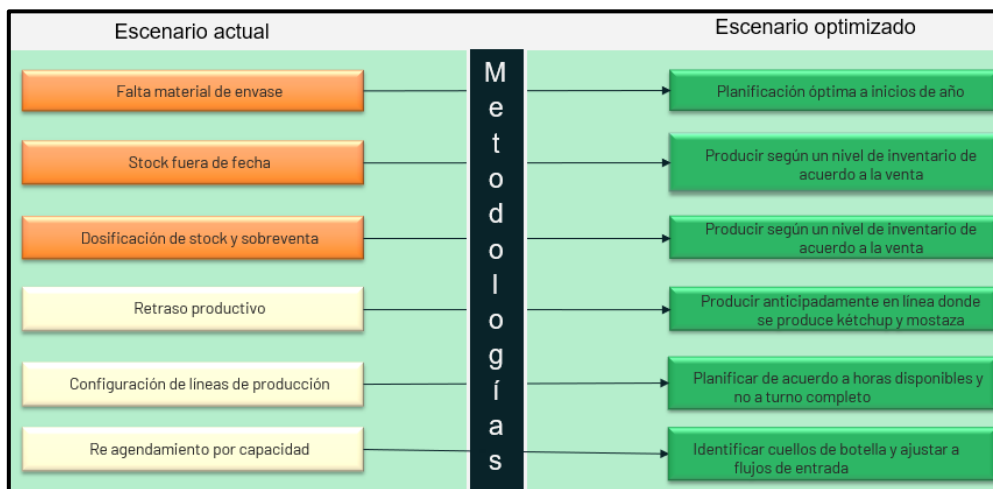 Escenario actual
Escenario optimizado
Metodologías
Falta material de envase
Planificación óptima a inicios de año
Stock fuera de fecha
Producir según un nivel de inventario de
acuerdo a la venta
Dosificación de stock y sobreventa
Producir según un nivel de inventario de
acuerdo a la venta
Retraso productivo
Producir anticipadamente en línea donde
se produce kétchup y mostaza
Configuración de líneas de producción
Planificar de acuerdo a horas disponibles y
no a turno completo
Re agendamiento por capacidad
Identificar cuellos de botella y ajustar a
flujos de entrada